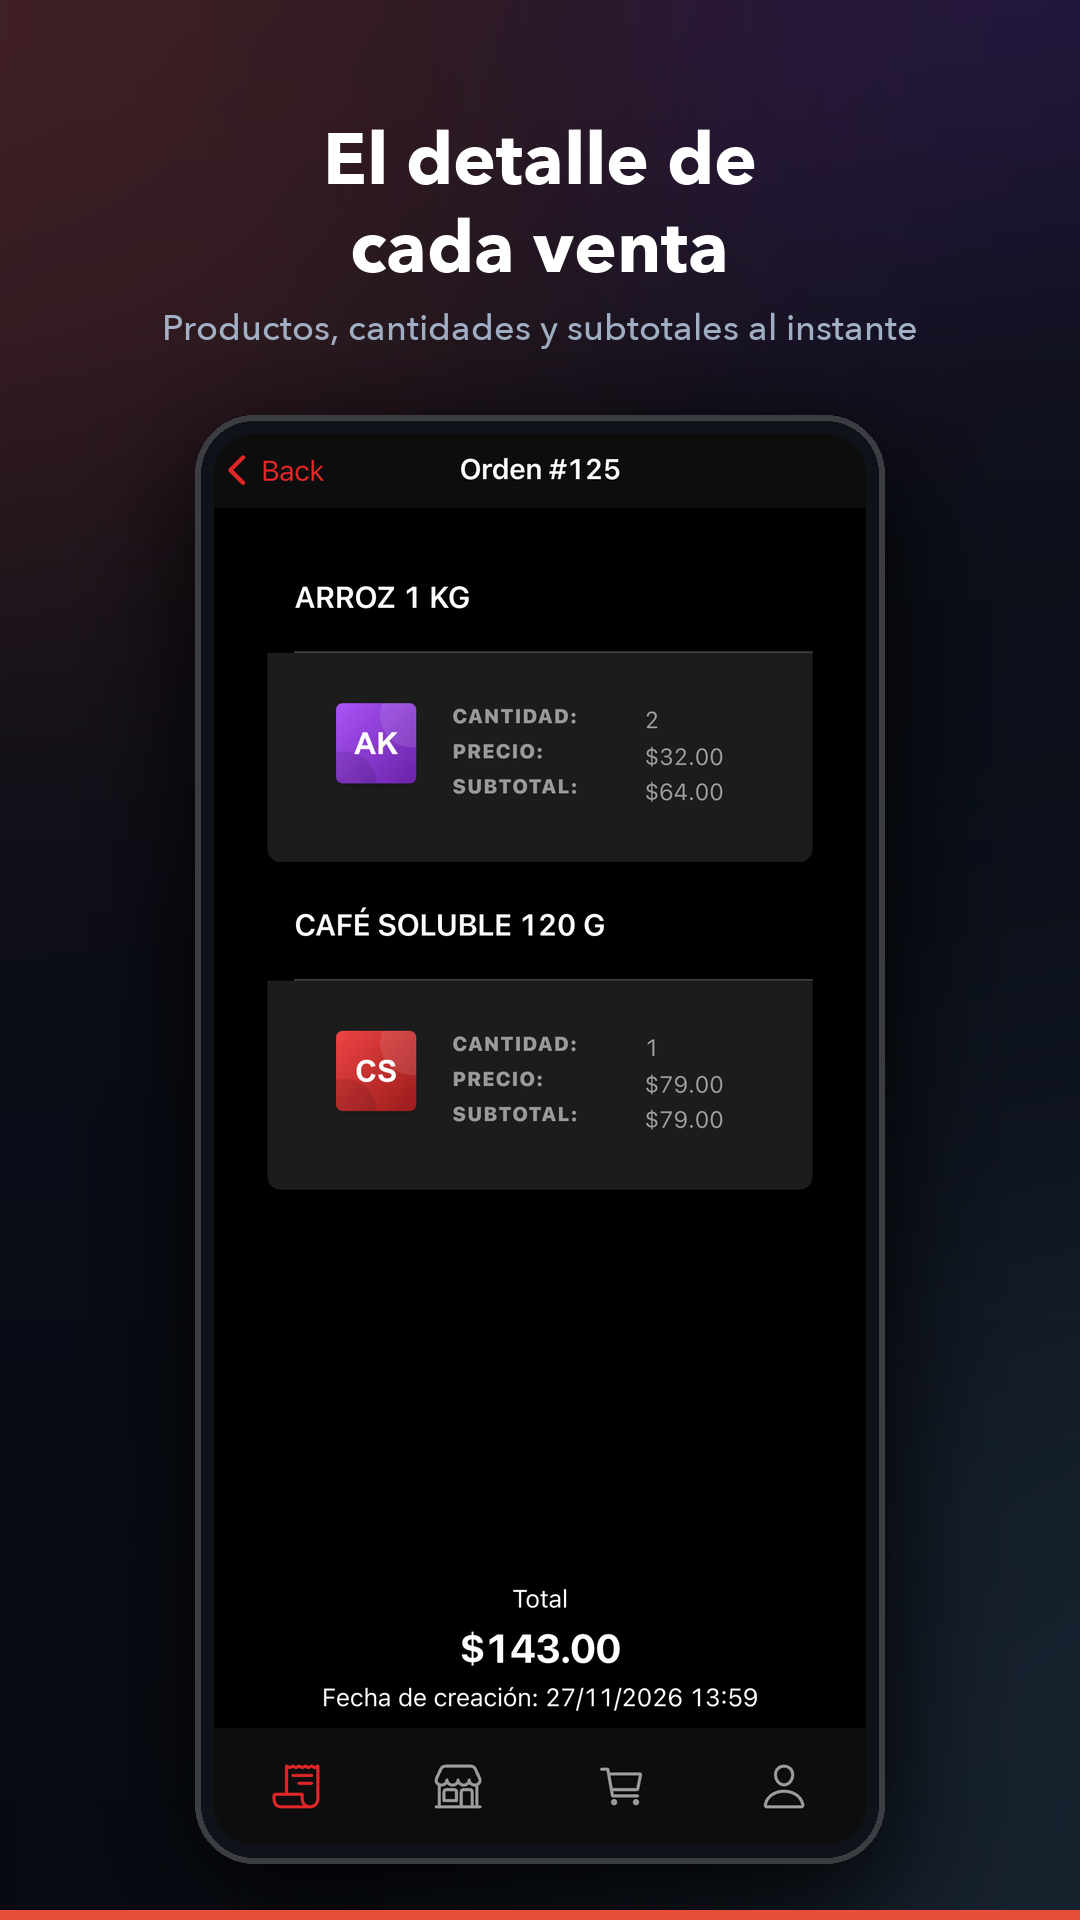 El detalle de
cada venta
Productos, cantidades y subtotales al instante
Back
Orden #125
ARROZ 1 KG
AK
CANTIDAD: 2
PRECIO: $32.00
SUBTOTAL: $64.00
CAFÉ SOLUBLE 120 G
CS
CANTIDAD: 1
PRECIO: $79.00
SUBTOTAL: $79.00
Total
$143.00
Fecha de creación: 27/11/2026 13:59